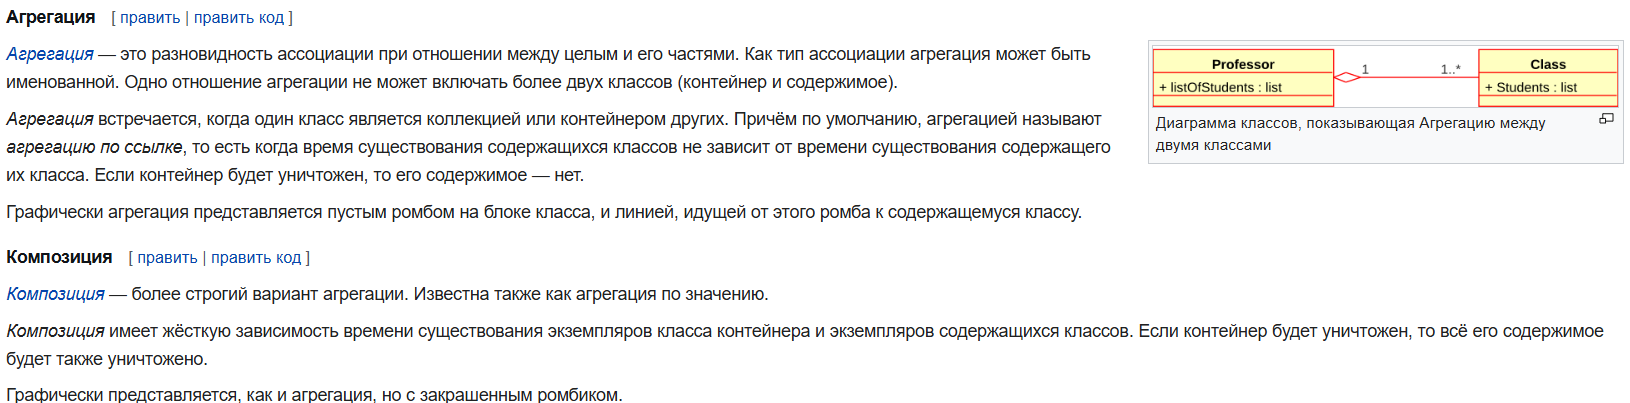 Агрегация [ править | править код ]
Агрегация — это разновидность ассоциации при отношении между целым и его частями. Как тип ассоциации агрегация может быть
именованной. Одно отношение агрегации не может включать более двух классов (контейнер и содержимое).
Агрегация встречается, когда один класс является коллекцией или контейнером других. Причём по умолчанию, агрегацией называют
агрегацию по ссылке, то есть когда время существования содержащихся классов не зависит от времени существования содержащего
их класса. Если контейнер будет уничтожен, то его содержимое — нет.
Графически агрегация представляется пустым ромбом на блоке класса, и линией, идущей от этого ромба к содержащемуся классу.
Professor
+ listOfStudents : list
1
1..*
Class
+ Students : list
Диаграмма классов, показывающая Агрегацию между
двумя классами
Композиция [ править | править код ]
Композиция — более строгий вариант агрегации. Известна также как агрегация по значению.
Композиция имеет жёсткую зависимость времени существования экземпляров класса контейнера и экземпляров содержащихся классов. Если контейнер будет уничтожен, то всё его содержимое
будет также уничтожено.
Графически представляется, как и агрегация, но с закрашенным ромбиком.